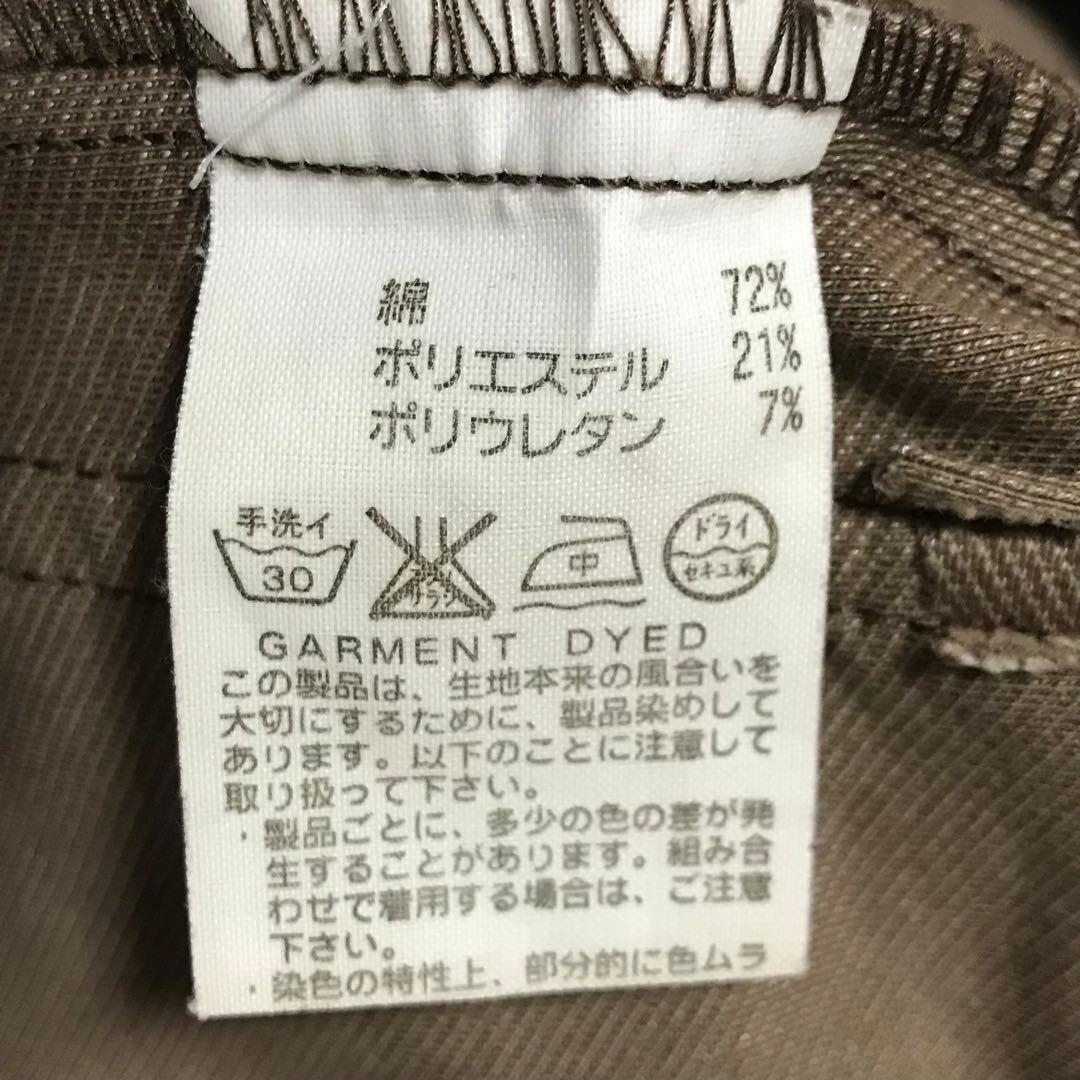 綿 72%
ポリエステル 21%
ポリウレタン 7%
手洗イ 30 エンソサラシ 中 ドライ セキユ系
GARMENT DYED
この製品は、生地本来の風合いを
大切にするために、製品染めして
あります。以下のことに注意して
取り扱って下さい。
・製品ごとに、多少の色の差が発
生することがあります。組み合
わせで着用する場合は、ご注意
下さい。
・染色の特性上、部分的に色ムラ